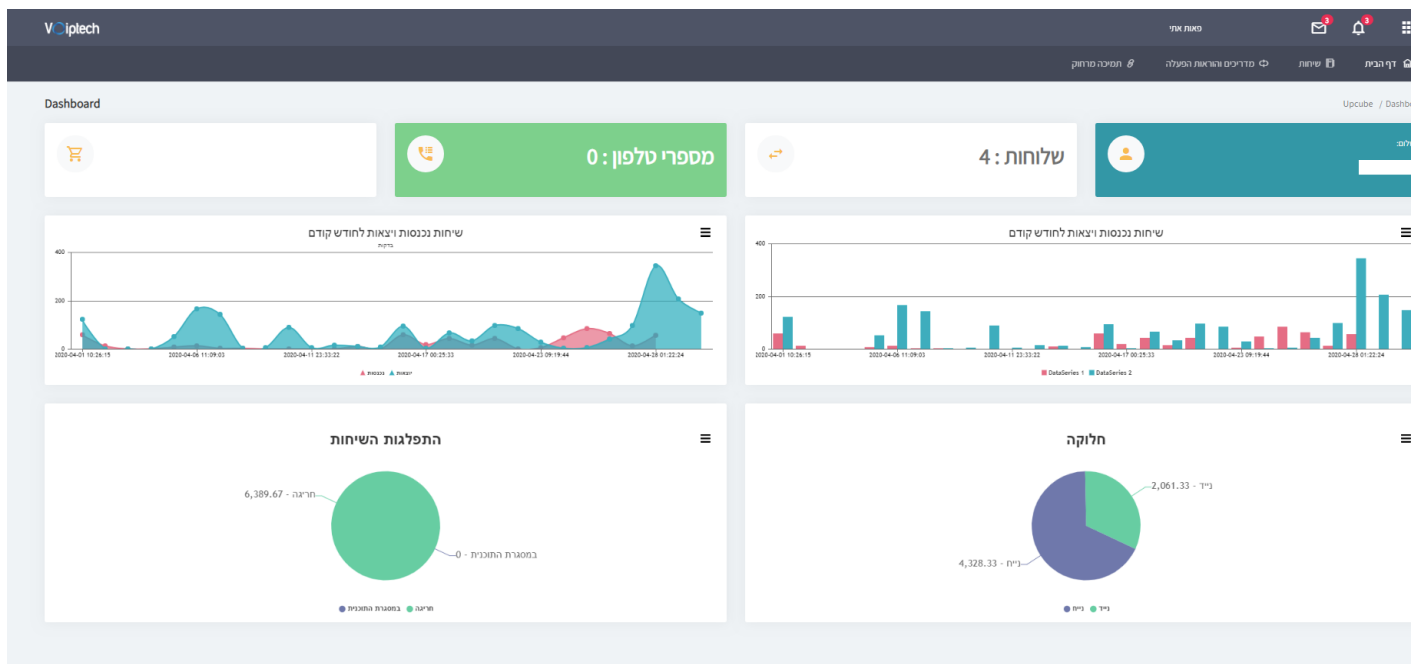 V iptech
פאות אתי
3
3
דף הבית
שיחות
מדריכים והוראות הפעלה
תמיכה מרחוק
Dashboard
Upcube / Dashbo
שלוחות : 4
מספרי טלפון : 0
שיחות נכנסות ויצאות לחודש קודם
400
200
0
2020-04-01 10:26:15
2020-04-06 11:09:03
2020-04-11 23:33:22
2020-04-17 00:25:33
2020-04-23 09:19:44
2020-04-28 01:22:24
DataSeries 1
DataSeries 2
שיחות נכנסות ויצאות לחודש קודם
בדקות
400
200
0
2020-04-01 10:26:15
2020-04-06 11:09:03
2020-04-11 23:33:22
2020-04-17 00:25:33
2020-04-23 09:19:44
2020-04-28 01:22:24
יוצאות
נכנסות
חלוקה
נייד - 2,061.33
נייח - 4,328.33
נייד
נייח
התפלגות השיחות
חריגה - 6,389.67
במסגרת התוכנית - 0
חריגה
במסגרת התוכנית